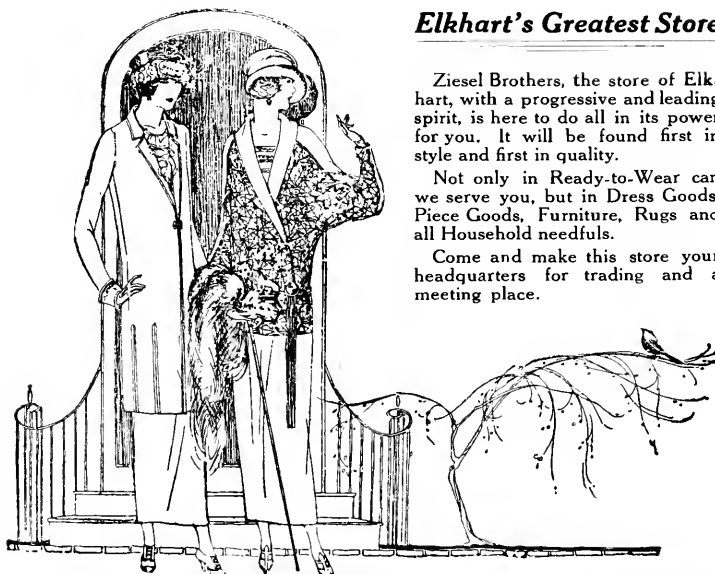 Elkhart's Greatest Store
Ziesel Brothers, the store of Elk-
hart, with a progressive and leading
spirit, is here to do all in its power
for you. It will be found first in
style and first in quality.
Not only in Ready-to-Wear can
we serve you, but in Dress Goods,
Piece Goods, Furniture, Rugs and
all Household needfuls.
Come and make this store your
headquarters for trading and a
meeting place.